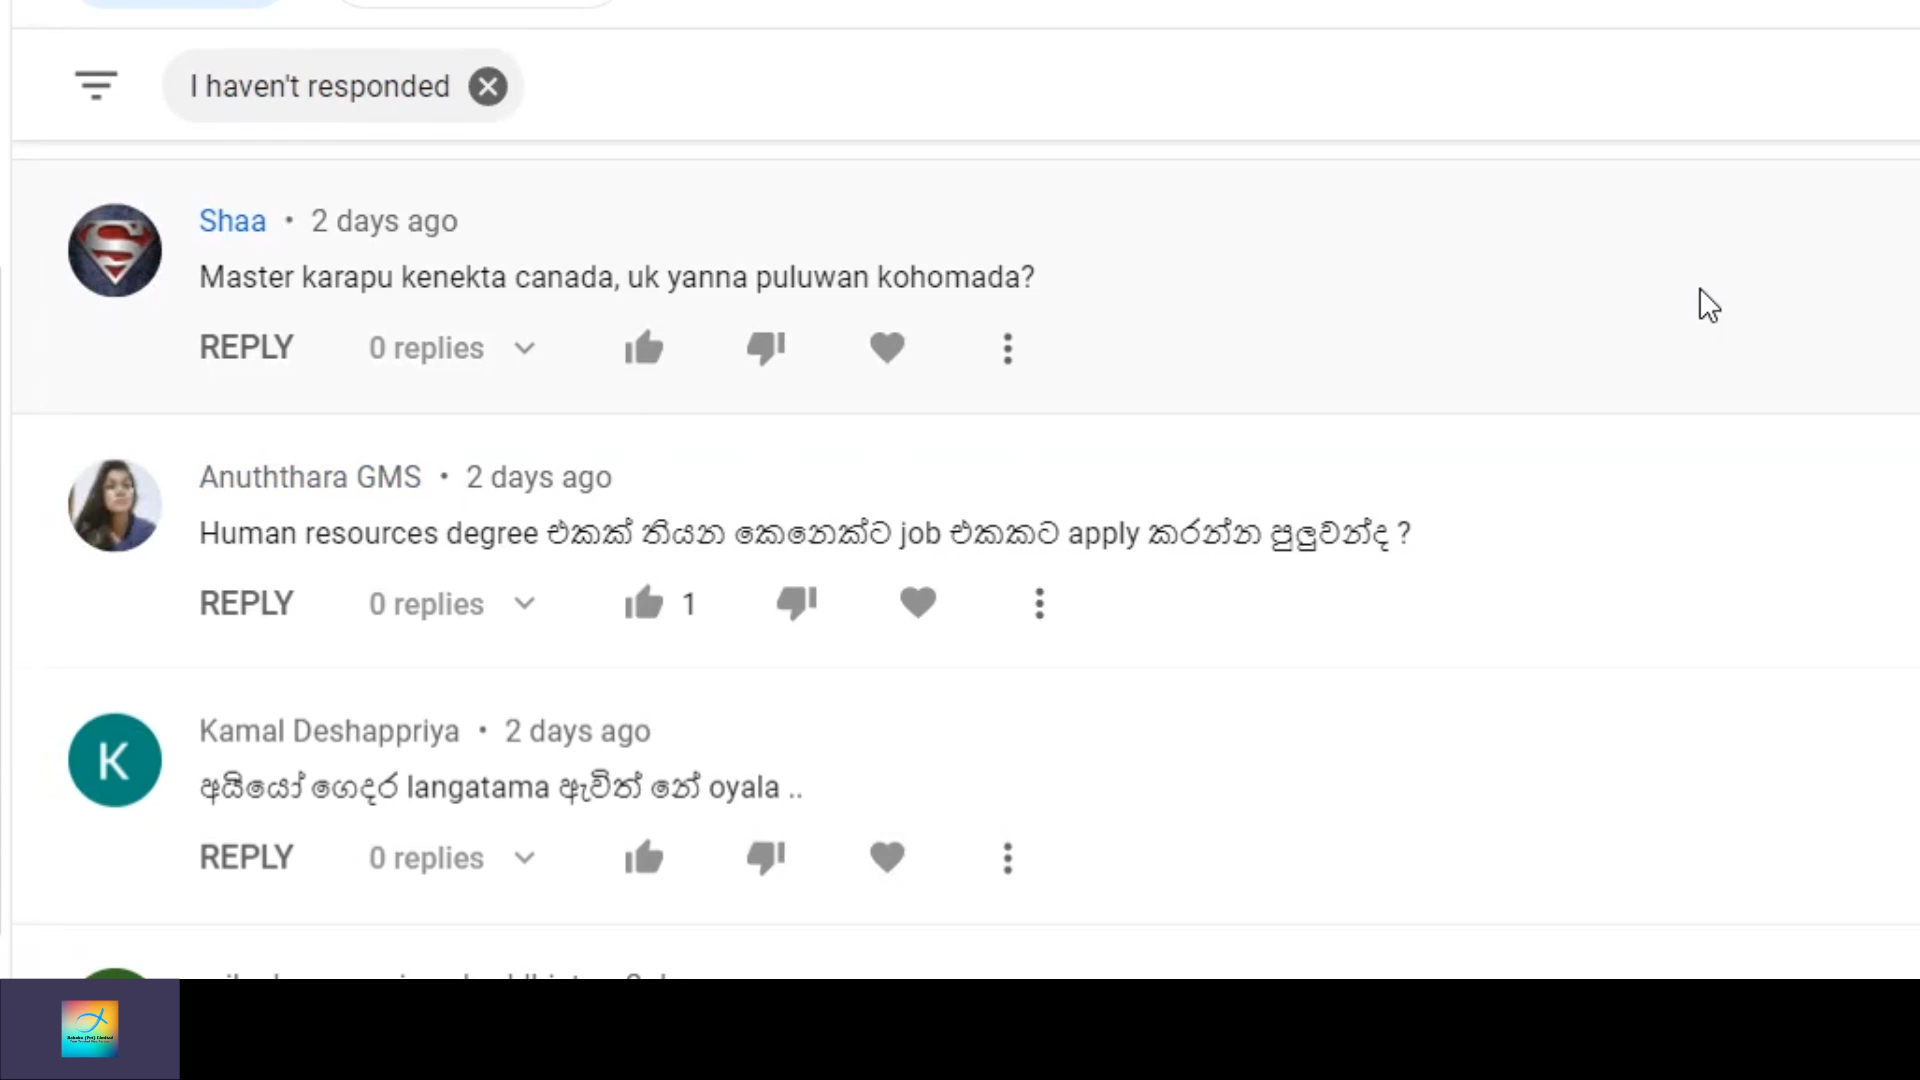 I haven't responded
Shaa • 2 days ago
Master karapu kenekta canada, uk yanna puluwan kohomada?
REPLY 0 replies
Anuththara GMS • 2 days ago
Human resources degree එකක් තියන කෙනෙක්ට job එකකට apply කරන්න පුලුවන්ද ?
REPLY 0 replies 1
Kamal Deshappriya • 2 days ago
අයියෝ ගෙදර langatama ඇවිත් නේ oyala ..
REPLY 0 replies
K